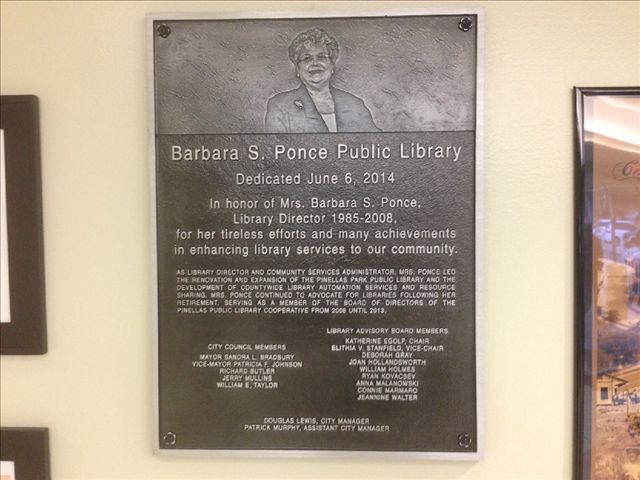 Barbara S. Ponce Public Library
Dedicated June 6, 2014
In honor of Mrs. Barbara S. Ponce,
Library Director 1985-2008,
for her tireless efforts and many achievements
in enhancing library services to our community.
AS LIBRARY DIRECTOR AND COMMUNITY SERVICES ADMINISTRATOR, MRS. PONCE LED
THE RENOVATION AND EXPANSION OF THE PINELLAS PARK PUBLIC LIBRARY AND THE
DEVELOPMENT OF COUNTYWIDE LIBRARY AUTOMATION SERVICES AND RESOURCE
SHARING. MRS. PONCE CONTINUED TO ADVOCATE FOR LIBRARIES FOLLOWING HER
RETIREMENT, SERVING AS A MEMBER OF THE BOARD OF DIRECTORS OF THE
PINELLAS PUBLIC LIBRARY COOPERATIVE FROM 2008 UNTIL 2013.
CITY COUNCIL MEMBERS
MAYOR SANDRA L. BRADBURY
VICE-MAYOR PATRICIA F. JOHNSON
RICHARD BUTLER
JERRY MULLINS
WILLIAM E. TAYLOR
LIBRARY ADVISORY BOARD MEMBERS
KATHERINE EGOLF, CHAIR
ELITHIA V. STANFIELD, VICE-CHAIR
DEBORAH GRAY
JOAN HOLLANDSWORTH
WILLIAM HOLMES
RYAN KOVACSEV
ANNA MALANOWSKI
CONNIE MARMARO
JEANNINE WALTER
DOUGLAS LEWIS, CITY MANAGER
PATRICK MURPHY, ASSISTANT CITY MANAGER